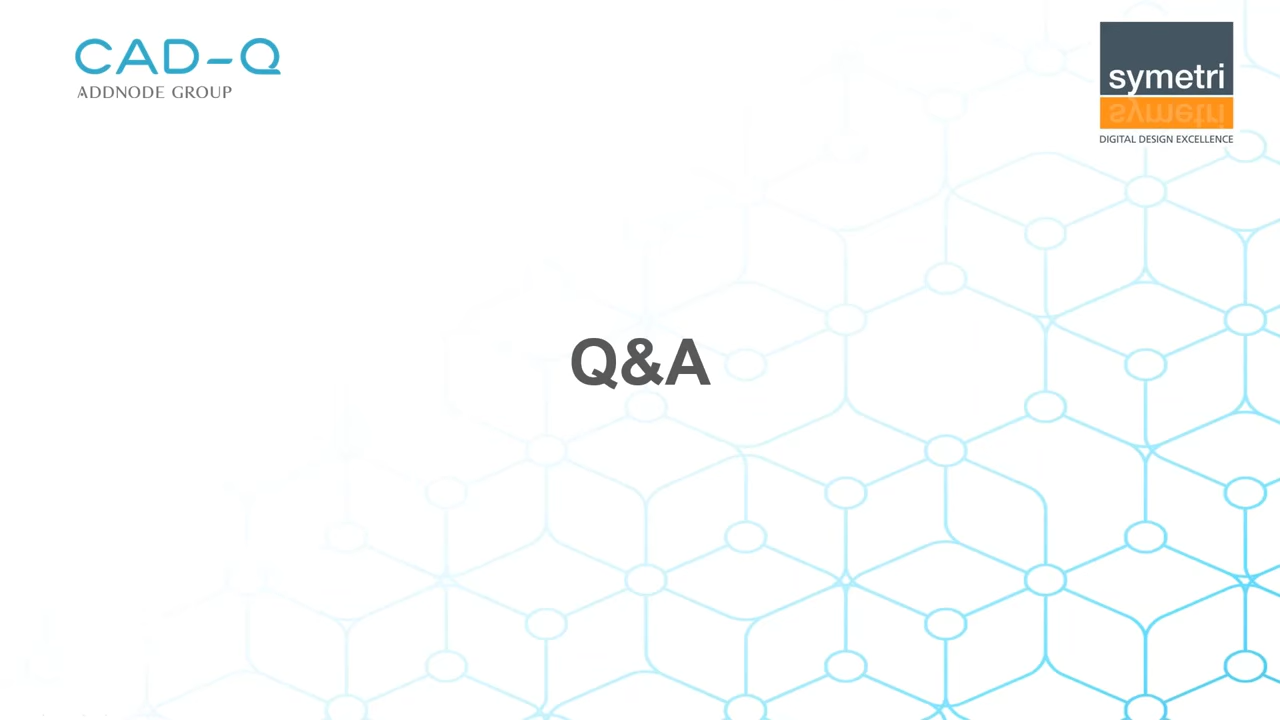 CAD-Q
ADDNODE GROUP
symetri
symetri
DIGITAL DESIGN EXCELLENCE
Q&A